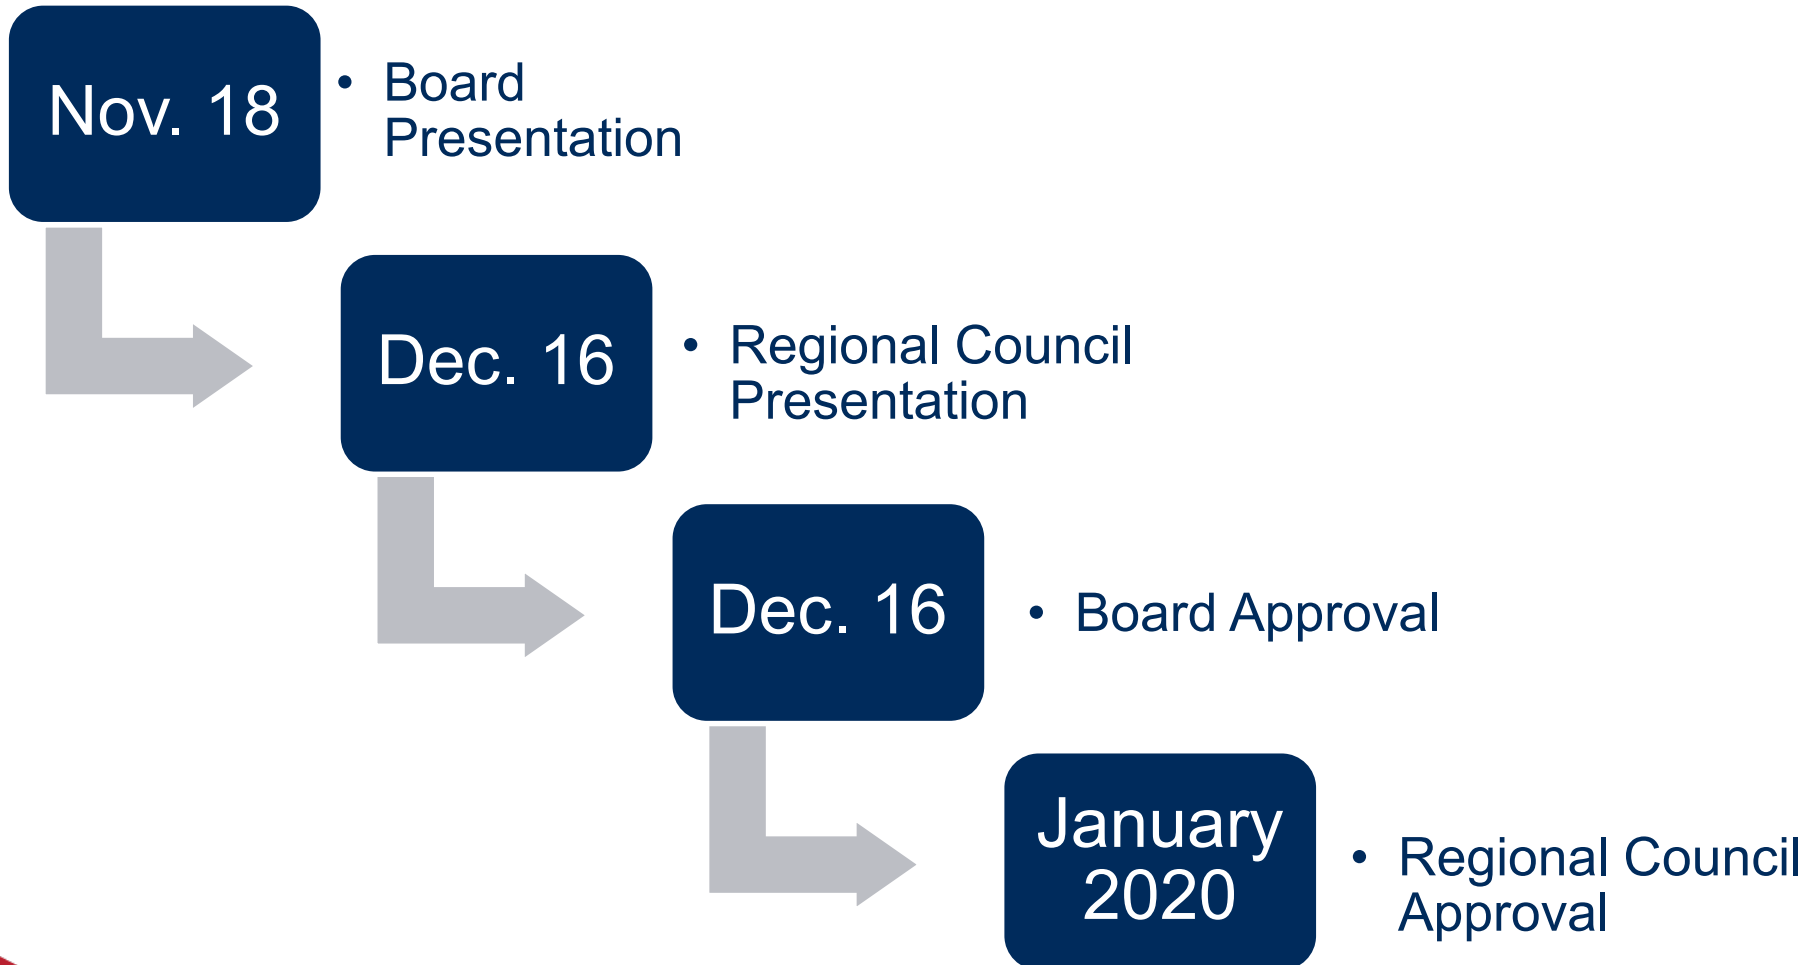 Nov. 18
• Board
Presentation
Dec. 16
• Regional Council
Presentation
Dec. 16
• Board Approval
January
2020
• Regional Council
Approval